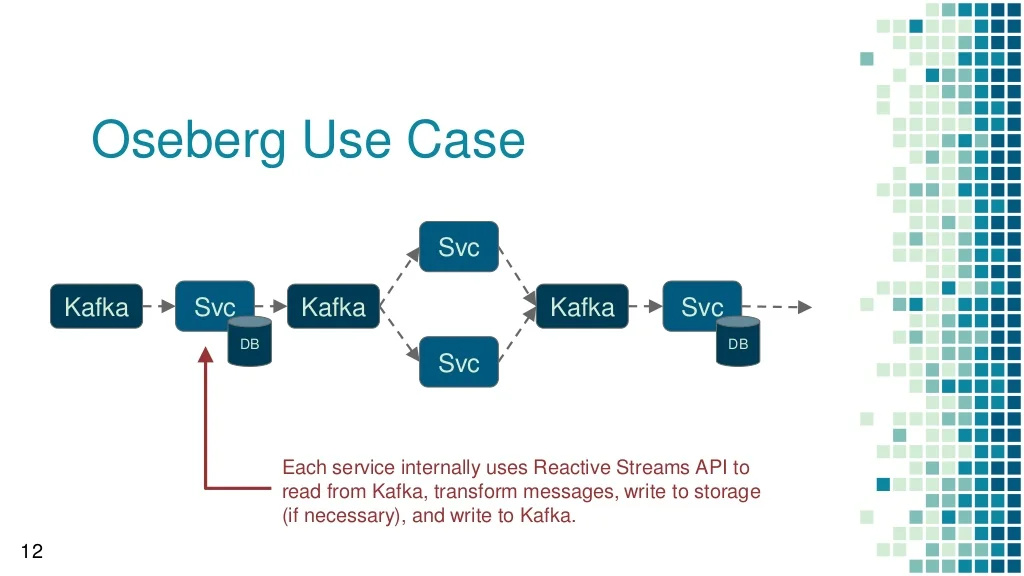 Oseberg Use Case
Svc
Kafka
Svc
Kafka
Kafka
Svc
DB
DB
Svc
Each service internally uses Reactive Streams API to
read from Kafka, transform messages, write to storage
(if necessary), and write to Kafka.
12